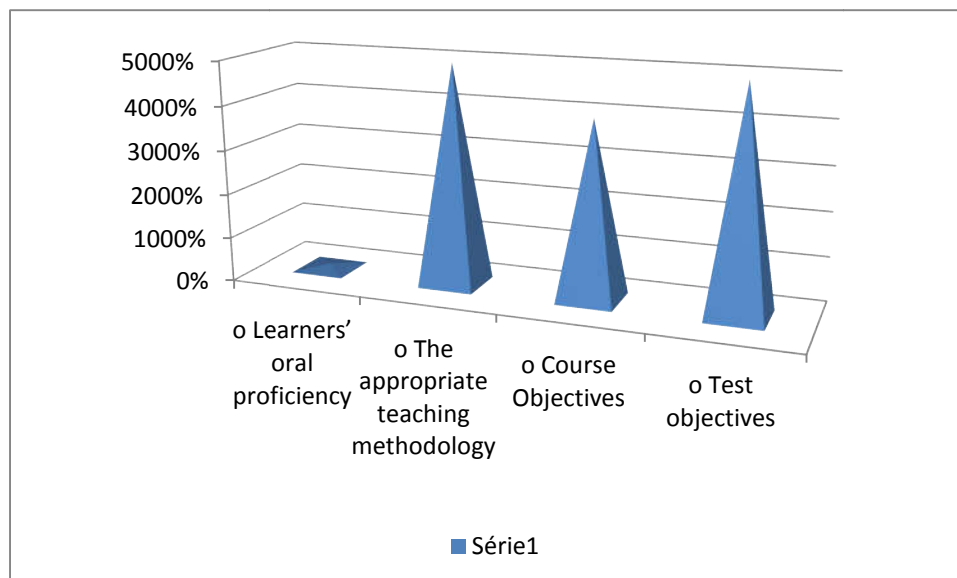 5000%
4000%
3000%
2000%
1000%
0%
o Learners’
oral
proficiency
o The
appropriate
teaching
methodology
o Course
Objectives
o Test
objectives
Série1